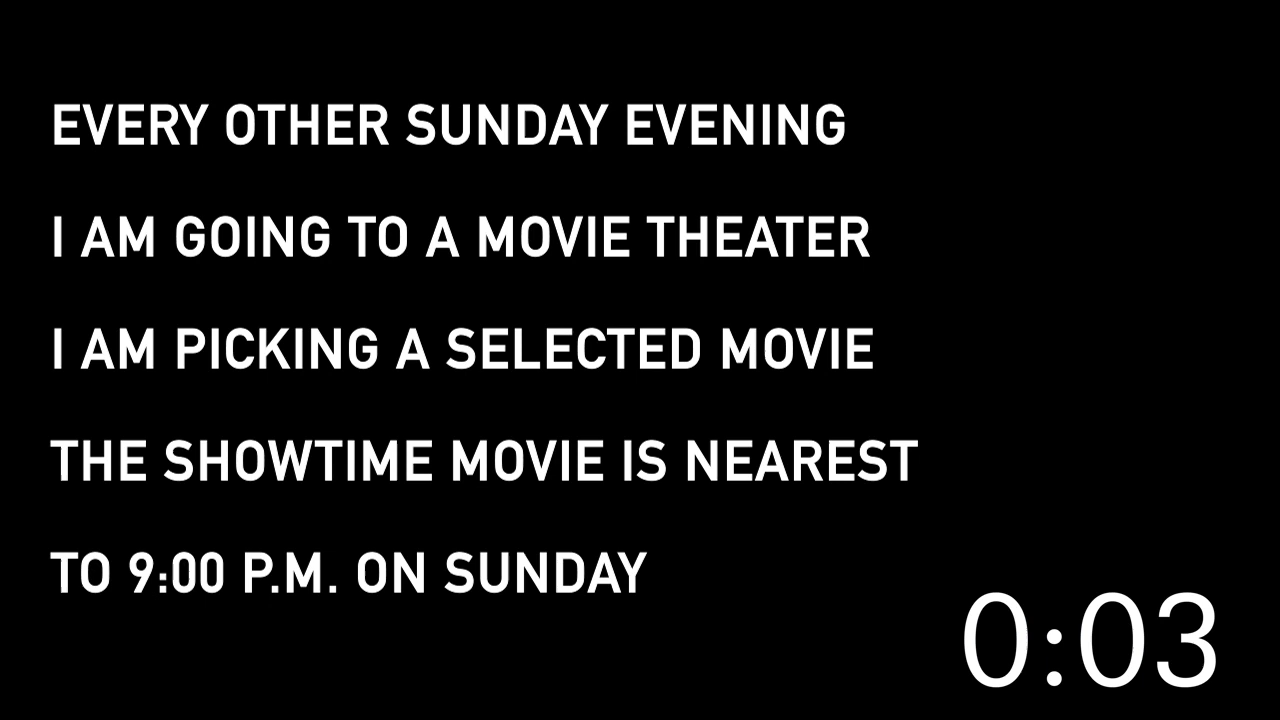 EVERY OTHER SUNDAY EVENING
I AM GOING TO A MOVIE THEATER
I AM PICKING A SELECTED MOVIE
THE SHOWTIME MOVIE IS NEAREST
TO 9:00 P.M. ON SUNDAY
0:03